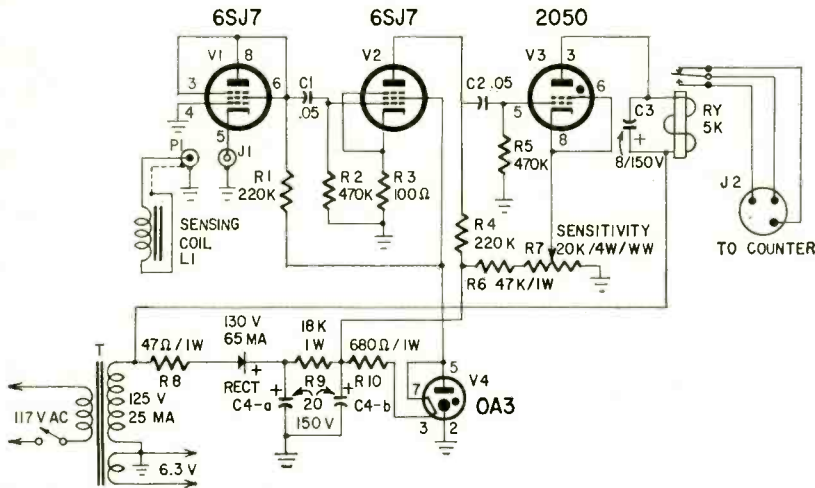 6SJ7
6SJ7
2050
V1
8
3
6
4
5
P1
J1
C1
.05
V2
C2 .05
V3
3
6
5
8
C3
+
8/150V
RY
5K
J2
TO COUNTER
SENSING
COIL
L1
R1
220K
R2
470K
R3
100Ω
R5
470K
R4
220K
SENSITIVITY
R7
20K/4W/WW
R6 47K/1W
T
47Ω/1W
R8
130 V
65 MA
RECT
+
18K
1W
R9
680Ω/1W
R10
+
C4-a
20
150V
+
C4-b
5
V4
7
3
2
OA3
117V AC
125 V
25 MA
6.3 V